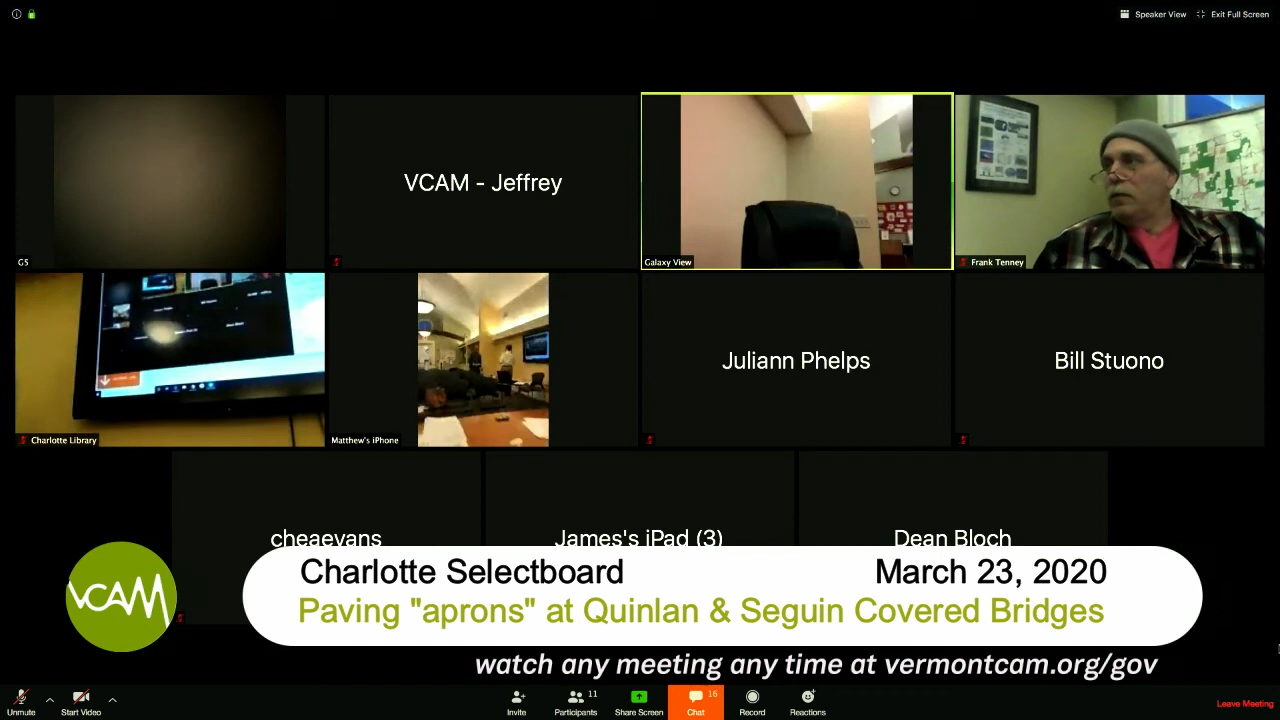 Speaker View
Exit Full Screen
VCAM - Jeffrey
G5
Galaxy View
Frank Tenney
Juliann Phelps
Bill Stuono
Charlotte Library
Matthew's iPhone
cheaevans
James's iPad (3)
Dean Bloch
VCAM
Charlotte Selectboard
March 23, 2020
Paving "aprons" at Quinlan & Seguin Covered Bridges
watch any meeting any time at vermontcam.org/gov
11
16
Unmute
Start Video
Invite
Participants
Share Screen
Chat
Record
Reactions
Leave Meeting